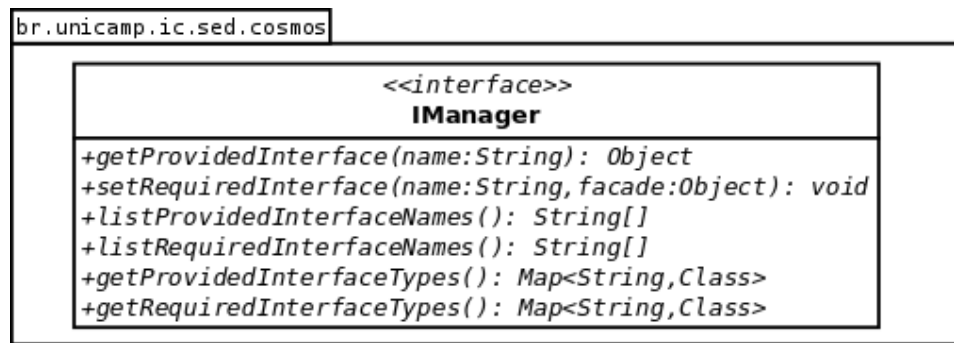 br.unicamp.ic.sed.cosmos
<<interface>>
IManager
+getProvidedInterface(name:String): Object
+setRequiredInterface(name:String,facade:Object): void
+listProvidedInterfaceNames(): String[]
+listRequiredInterfaceNames(): String[]
+getProvidedInterfaceTypes(): Map<String,Class>
+getRequiredInterfaceTypes(): Map<String,Class>